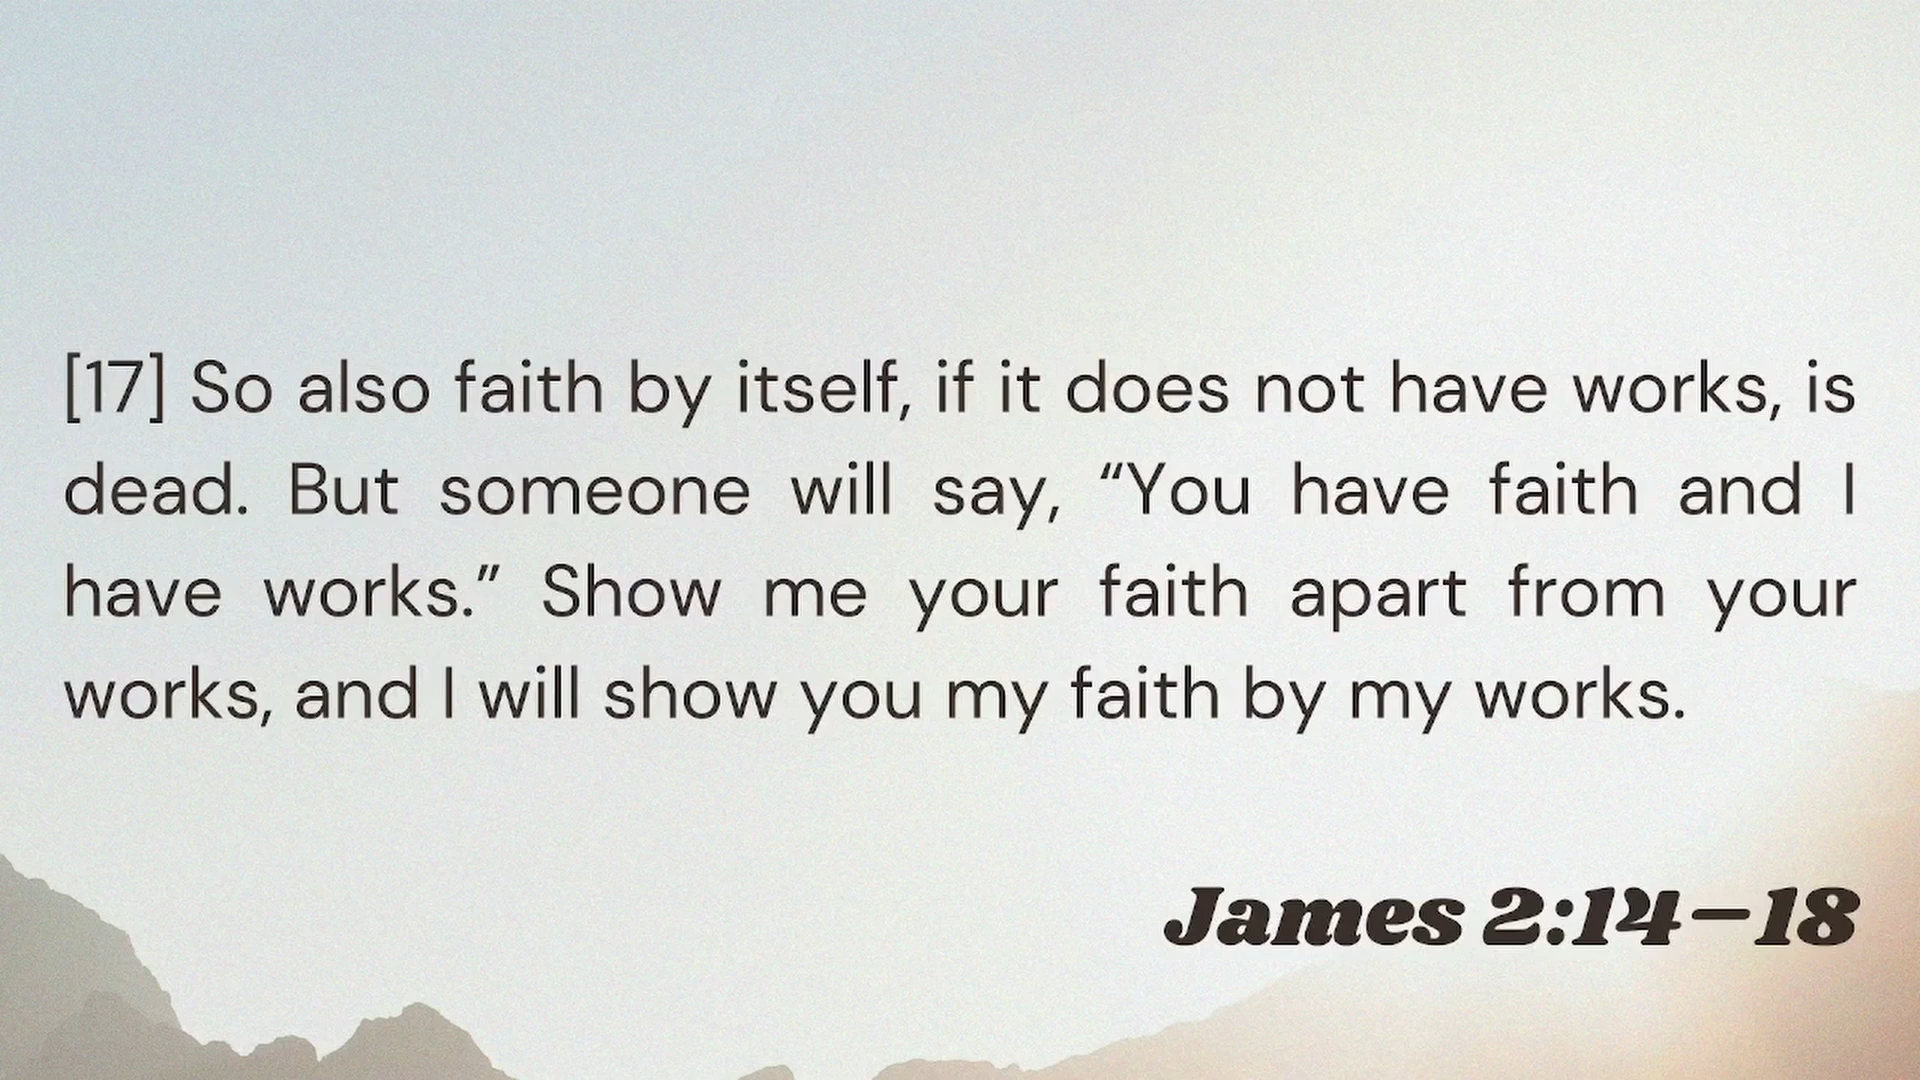 [17] So also faith by itself, if it does not have works, is
dead. But someone will say, “You have faith and I
have works.” Show me your faith apart from your
works, and I will show you my faith by my works.
James 2:14–18